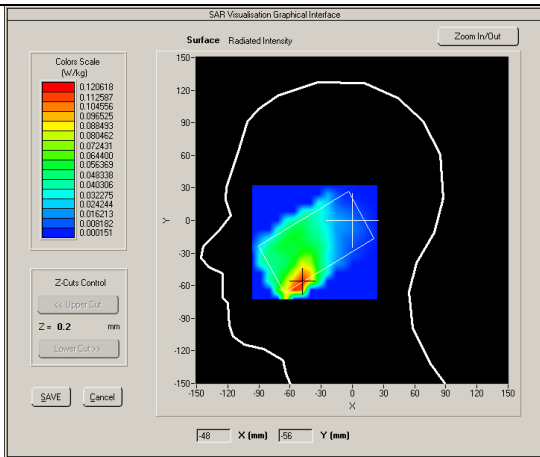 SAR Visualisation Graphical Interface
Surface Radiated Intensity
Zoom In/Out
Colors Scale
(W/kg)
0.120618
0.112587
0.104556
0.096525
0.088493
0.080462
0.072431
0.064400
0.056369
0.048338
0.040306
0.032275
0.024244
0.016213
0.008182
0.000151
Z-Cuts Control
<< Upper Cut
Z = 0.2 mm
Lower Cut >>
SAVE Cancel
150
120
90
60
30
0
-30
-60
-90
-120
-150
Y
-150 -120 -90 -60 -30 0 30 60 90 120 150
X
-48 X (mm) -56 Y (mm)